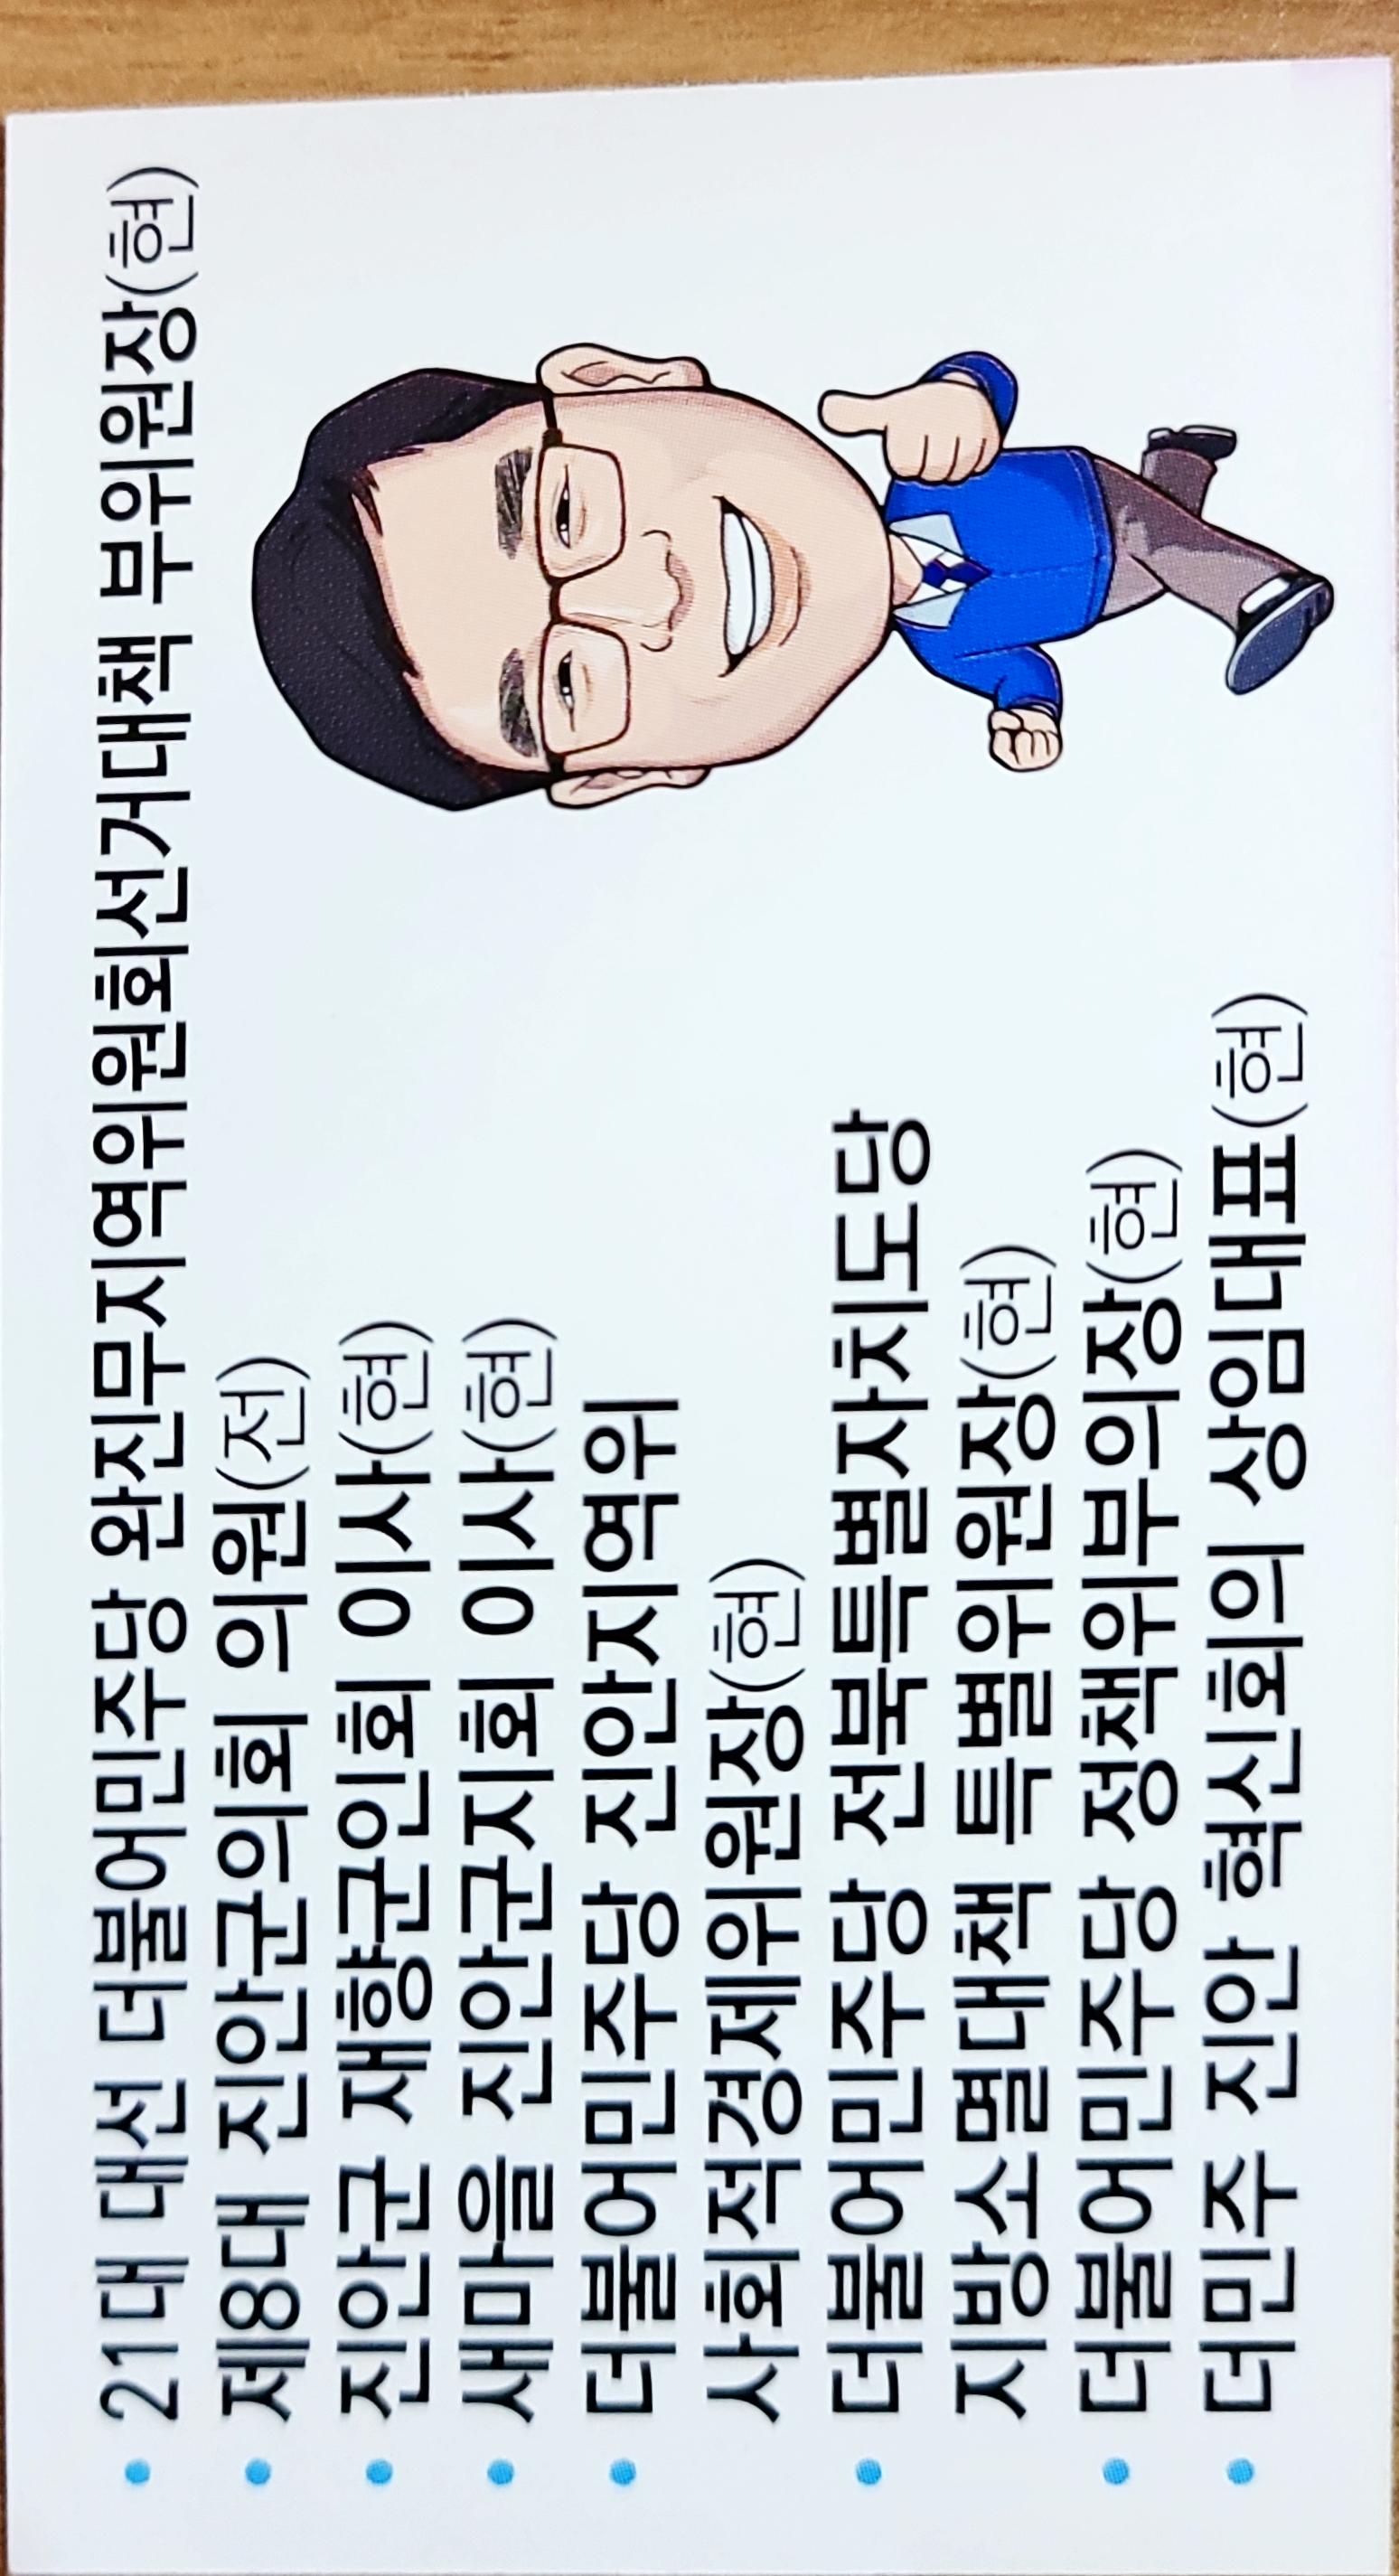 • 21대 대선 더불어민주당 완진무지역위원회선거대책 부위원장(현)
• 제8대 진안군의회 의원(전)
• 진안군 재향군인회 이사(현)
• 새마을 진안군지회 이사(현)
• 더불어민주당 진안지역위
사회적경제위원장(현)
• 더불어민주당 전북특별자치도당
지방소멸대책 특별위원장(현)
• 더불어민주당 정책위부의장(현)
• 더민주 진안 혁신회의 상임대표(현)